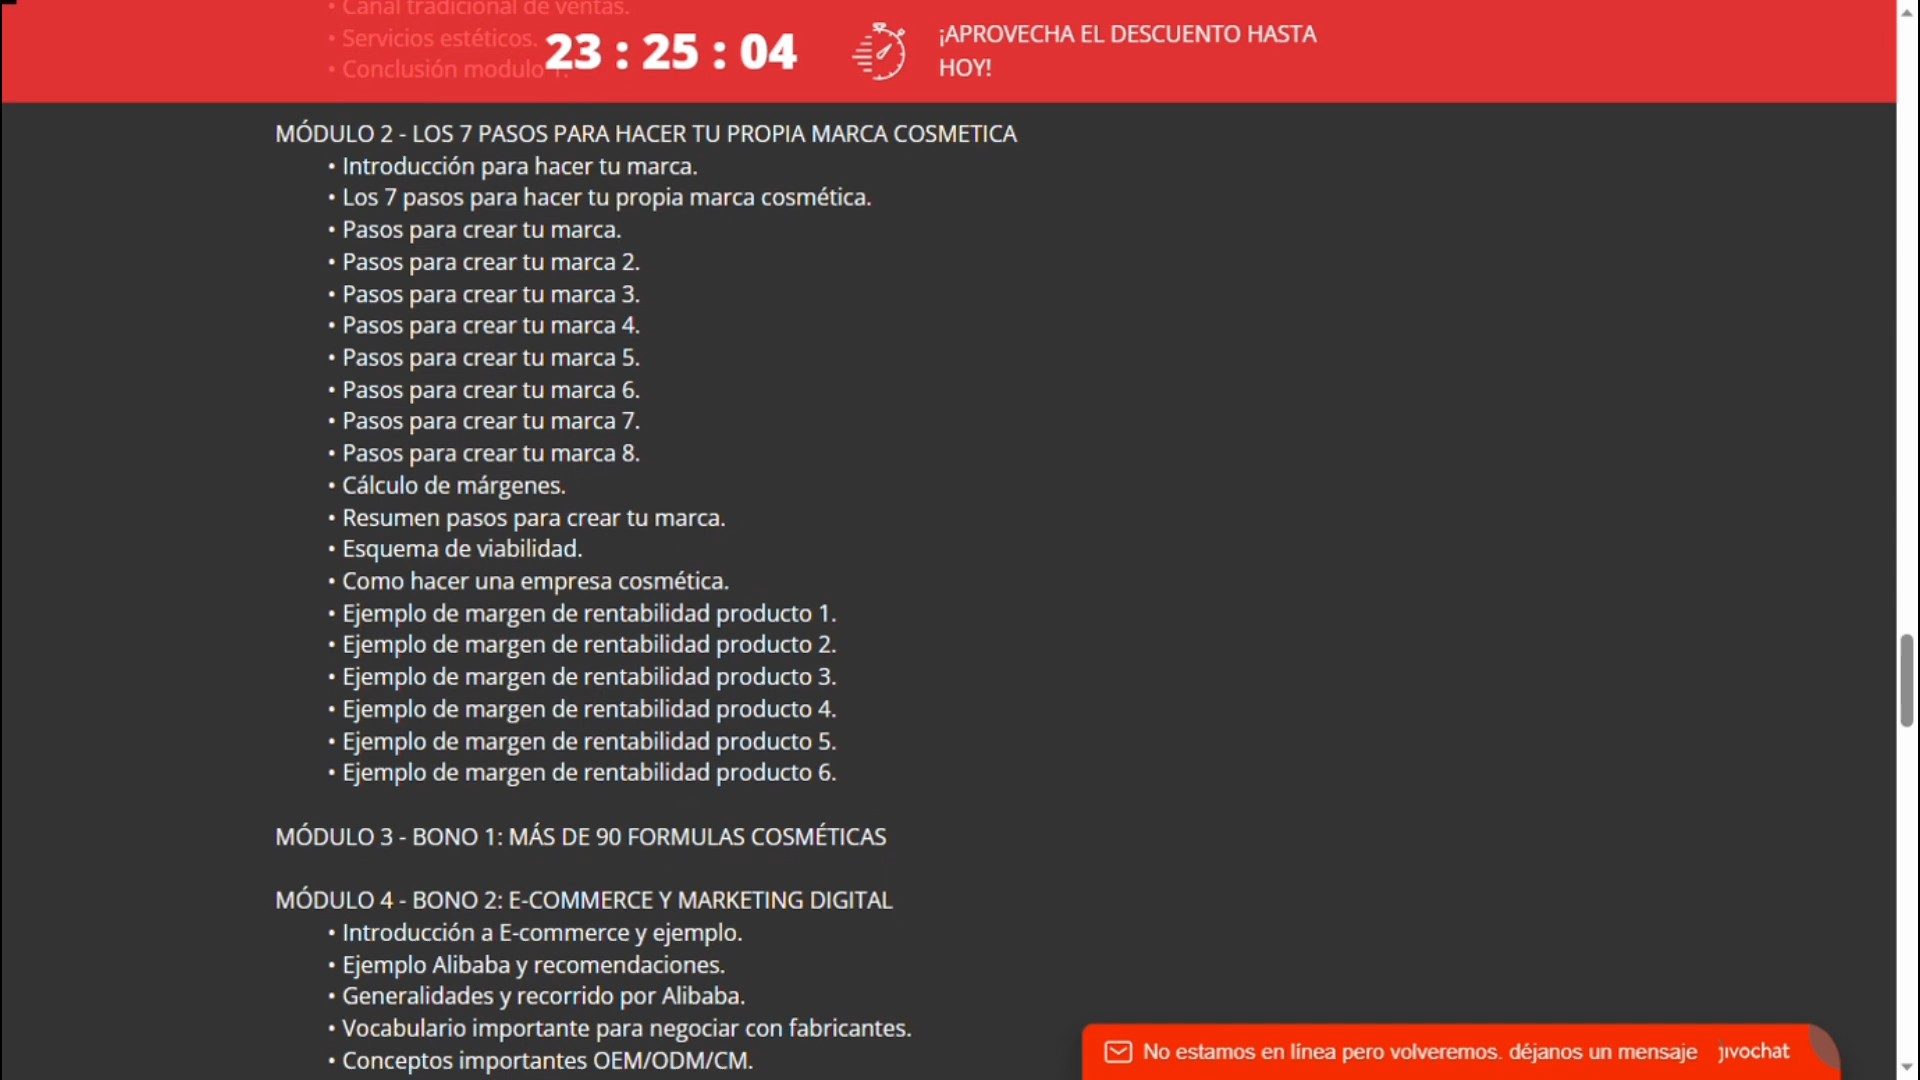 • Canal tradicional de ventas.
• Servicios estéticos.
• Conclusión modulo 1.
23 : 25 : 04
¡APROVECHA EL DESCUENTO HASTA
HOY!
MÓDULO 2 - LOS 7 PASOS PARA HACER TU PROPIA MARCA COSMETICA
• Introducción para hacer tu marca.
• Los 7 pasos para hacer tu propia marca cosmética.
• Pasos para crear tu marca.
• Pasos para crear tu marca 2.
• Pasos para crear tu marca 3.
• Pasos para crear tu marca 4.
• Pasos para crear tu marca 5.
• Pasos para crear tu marca 6.
• Pasos para crear tu marca 7.
• Pasos para crear tu marca 8.
• Cálculo de márgenes.
• Resumen pasos para crear tu marca.
• Esquema de viabilidad.
• Como hacer una empresa cosmética.
• Ejemplo de margen de rentabilidad producto 1.
• Ejemplo de margen de rentabilidad producto 2.
• Ejemplo de margen de rentabilidad producto 3.
• Ejemplo de margen de rentabilidad producto 4.
• Ejemplo de margen de rentabilidad producto 5.
• Ejemplo de margen de rentabilidad producto 6.
MÓDULO 3 - BONO 1: MÁS DE 90 FORMULAS COSMÉTICAS
MÓDULO 4 - BONO 2: E-COMMERCE Y MARKETING DIGITAL
• Introducción a E-commerce y ejemplo.
• Ejemplo Alibaba y recomendaciones.
• Generalidades y recorrido por Alibaba.
• Vocabulario importante para negociar con fabricantes.
• Conceptos importantes OEM/ODM/CM.
No estamos en línea pero volveremos. déjanos un mensaje jivochat